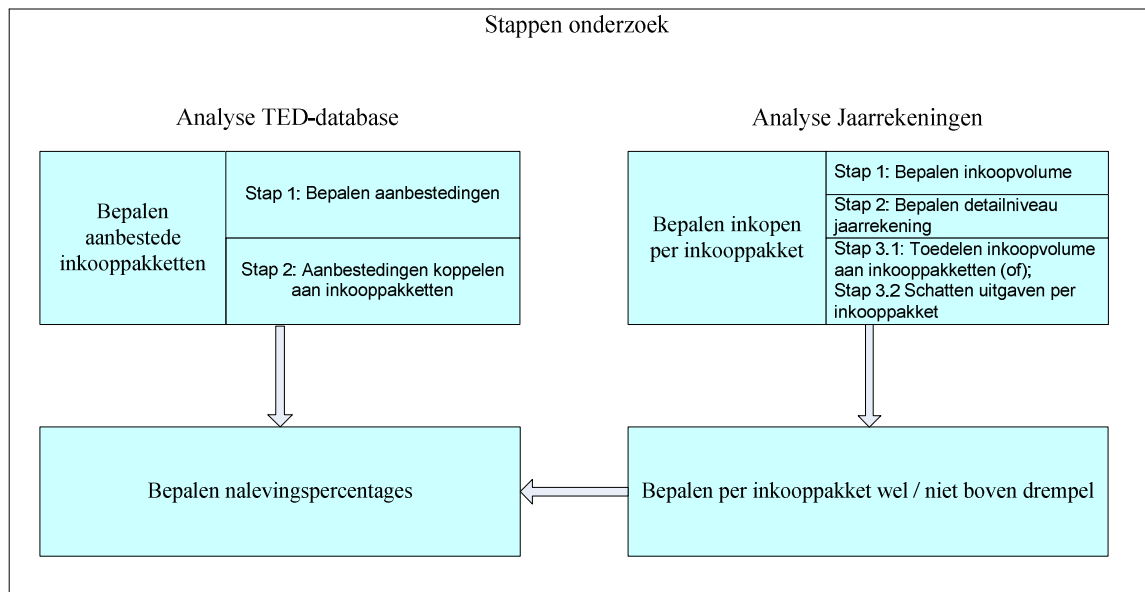 Stappen onderzoek
Analyse TED-database
Bepalen
aanbestede
inkooppakketten
Stap 1: Bepalen aanbestedingen
Stap 2: Aanbestedingen koppelen
aan inkooppakketten
Analyse Jaarrekeningen
Bepalen inkopen
per inkooppakket
Stap 1: Bepalen inkoopvolume
Stap 2: Bepalen detailniveau
jaarrekening
Stap 3.1: Toedelen inkoopvolume
aan inkooppakketten (of);
Stap 3.2 Schatten uitgaven per
inkooppakket
Bepalen nalevingspercentages
Bepalen per inkooppakket wel / niet boven drempel